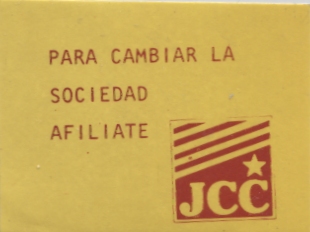 PARA CAMBIAR LA
SOCIEDAD
AFILIATE
JCC